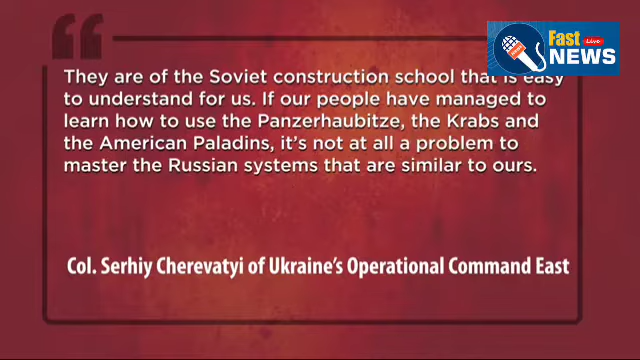 Fast
Live
NEWS
They are of the Soviet construction school that is easy
to understand for us. If our people have managed to
learn how to use the Panzerhaubitze, the Krabs and
the American Paladins, it's not at all a problem to
master the Russian systems that are similar to ours.
Col. Serhiy Cherevatyi of Ukraine's Operational Command East